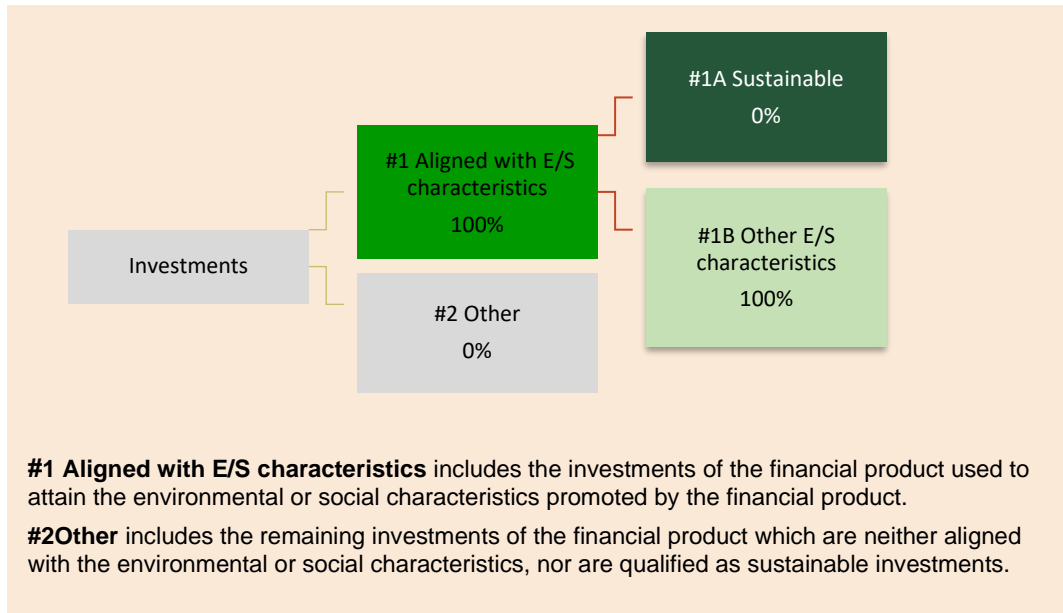 #1A Sustainable
0%
#1 Aligned with E/S
characteristics
100%
#1B Other E/S
characteristics
100%
Investments
#2 Other
0%
#1 Aligned with E/S characteristics includes the investments of the financial product used to
attain the environmental or social characteristics promoted by the financial product.
#2Other includes the remaining investments of the financial product which are neither aligned
with the environmental or social characteristics, nor are qualified as sustainable investments.